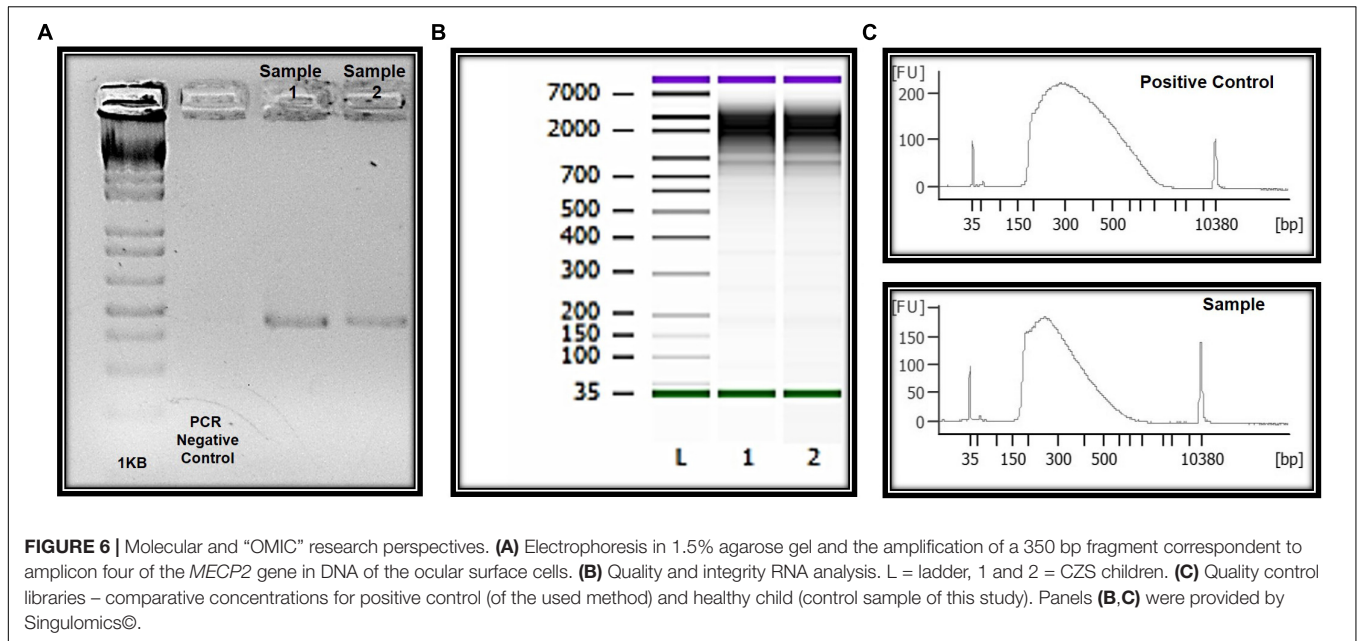 A
B
C
Sample
1
Sample
2
PCR
Negative
Control
1KB
7000
2000
700
500
400
300
200
150
100
35
L 1 2
[FU]
Positive Control
200
100
0
35 150 300 500 10380 [bp]
[FU]
Sample
150
100
50
0
35 150 300 500 10380 [bp]
FIGURE 6 | Molecular and “OMIC” research perspectives. (A) Electrophoresis in 1.5% agarose gel and the amplification of a 350 bp fragment correspondent to
amplicon four of the MECP2 gene in DNA of the ocular surface cells. (B) Quality and integrity RNA analysis. L = ladder, 1 and 2 = CZS children. (C) Quality control
libraries – comparative concentrations for positive control (of the used method) and healthy child (control sample of this study). Panels (B,C) were provided by
Singulomics©.